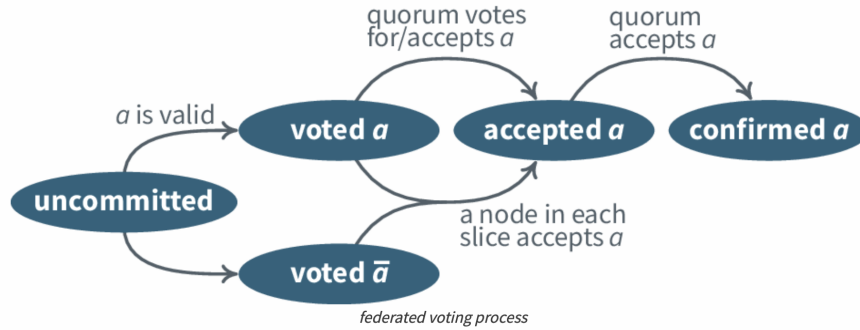 quorum votes
for/accepts a
quorum
accepts a
a is valid
voted a
accepted a
confirmed a
uncommitted
a node in each
slice accepts a
voted a̅
federated voting process